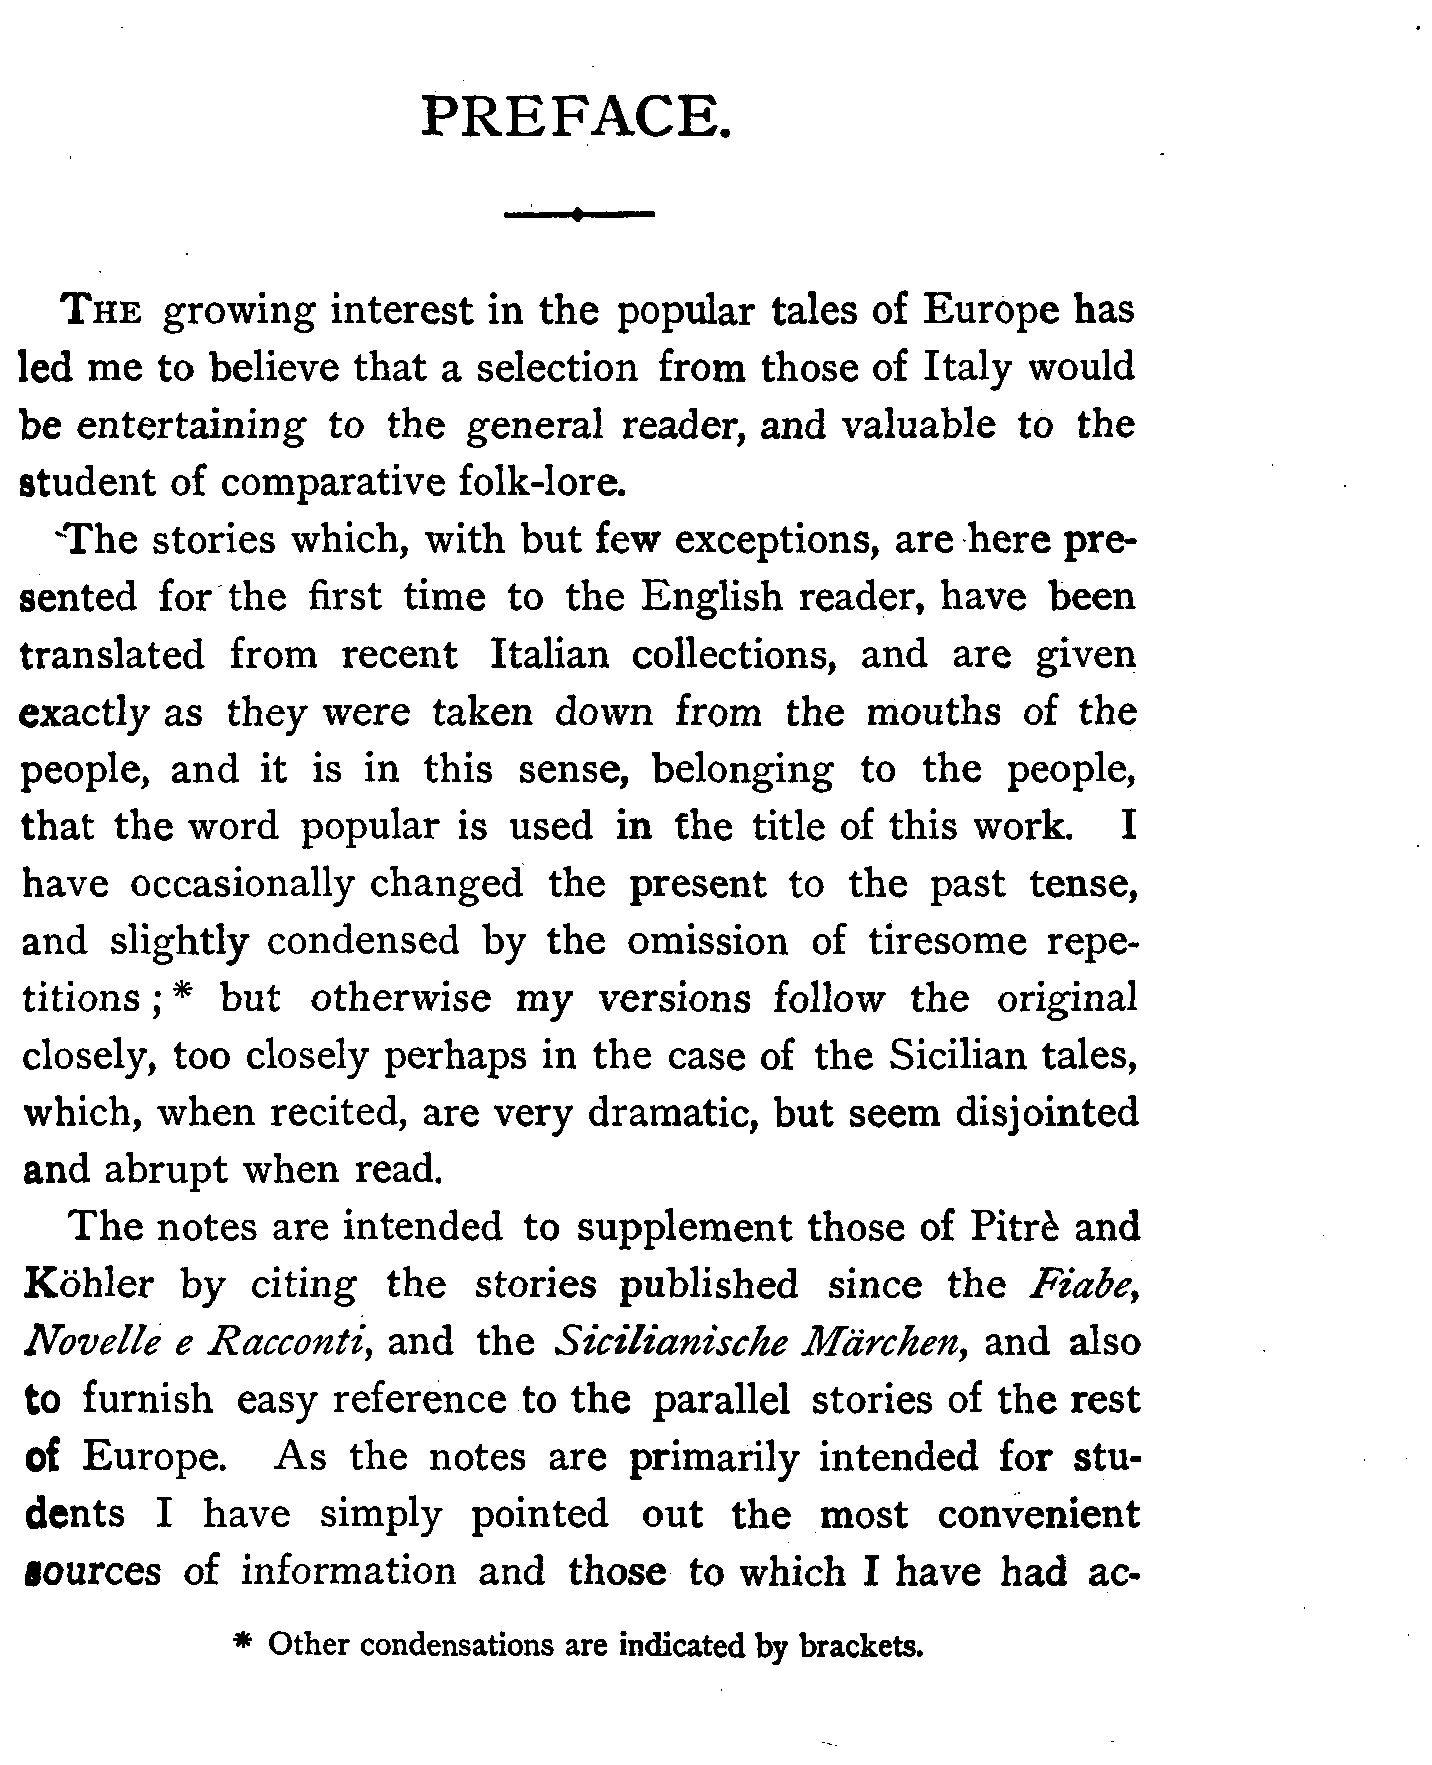 PREFACE.
THE growing interest in the popular tales of Europe has
led me to believe that a selection from those of Italy would
be entertaining to the general reader, and valuable to the
student of comparative folk-lore.
The stories which, with but few exceptions, are here pre-
sented for the first time to the English reader, have been
translated from recent Italian collections, and are given
exactly as they were taken down from the mouths of the
people, and it is in this sense, belonging to the people,
that the word popular is used in the title of this work. I
have occasionally changed the present to the past tense,
and slightly condensed by the omission of tiresome repe-
titions ; * but otherwise my versions follow the original
closely, too closely perhaps in the case of the Sicilian tales,
which, when recited, are very dramatic, but seem disjointed
and abrupt when read.
The notes are intended to supplement those of Pitrè and
Köhler by citing the stories published since the Fiabe,
Novelle e Racconti, and the Sicilianische Märchen, and also
to furnish easy reference to the parallel stories of the rest
of Europe. As the notes are primarily intended for stu-
dents I have simply pointed out the most convenient
sources of information and those to which I have had ac-
* Other condensations are indicated by brackets.